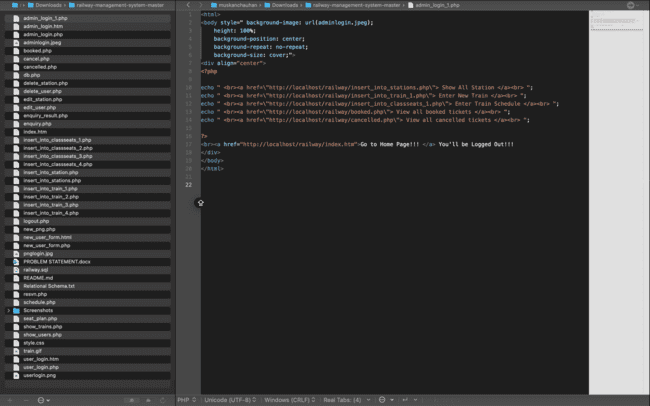 Downloads › railway-management-system-master
muskanchauhan › Downloads › railway-management-system-master › admin_login_1.php
admin_login_1.php
admin_login.htm
admin_login.php
adminlogin.jpeg
booked.php
cancel.php
cancelled.php
db.php
delete_station.php
delete_user.php
edit_station.php
edit_user.php
enquiry_result.php
enquiry.php
index.htm
insert_into_classseats_1.php
insert_into_classseats_2.php
insert_into_classseats_3.php
insert_into_classseats_4.php
insert_into_station.php
insert_into_stations.php
insert_into_train_1.php
insert_into_train_2.php
insert_into_train_3.php
insert_into_train_4.php
logout.php
new_png.php
new_user_form.html
new_user_form.php
pnglogin.jpg
PROBLEM STATEMENT.docs
railway.sql
README.md
Relational Schema.txt
resvn.php
schedule.php
Screenshots
seat_plan.php
show_trains.php
show_users.php
style.css
train.gif
user_login.htm
user_login.php
userlogin.png
1 <html>
2 <body style=" background-image: url(adminlogin.jpeg);
3 height: 100%;
4 background-position: center;
5 background-repeat: no-repeat;
6 background-size: cover;">
7 <div align="center">
8 <?php
9
10 echo " <br><a href=\"http://localhost/railway/insert_into_stations.php\"> Show All Station </a><br> ";
11 echo " <br><a href=\"http://localhost/railway/insert_into_train_1.php\"> Enter New Train </a><br> ";
12 echo " <br><a href=\"http://localhost/railway/insert_into_classseats_1.php\"> Enter Train Schedule </a><br> ";
13 echo " <br><a href=\"http://localhost/railway/booked.php\"> View all booked tickets </a><br> ";
14 echo " <br><a href=\"http://localhost/railway/cancelled.php\"> View all cancelled tickets </a><br> ";
15
16 ?>
17 <br><a href="http://localhost/railway/index.htm">Go to Home Page!!! </a> You'll be Logged Out!!!
18 </div>
19 </body>
20 </html>
21
22
PHP Unicode (UTF-8) Windows (CRLF) Real Tabs: (4)